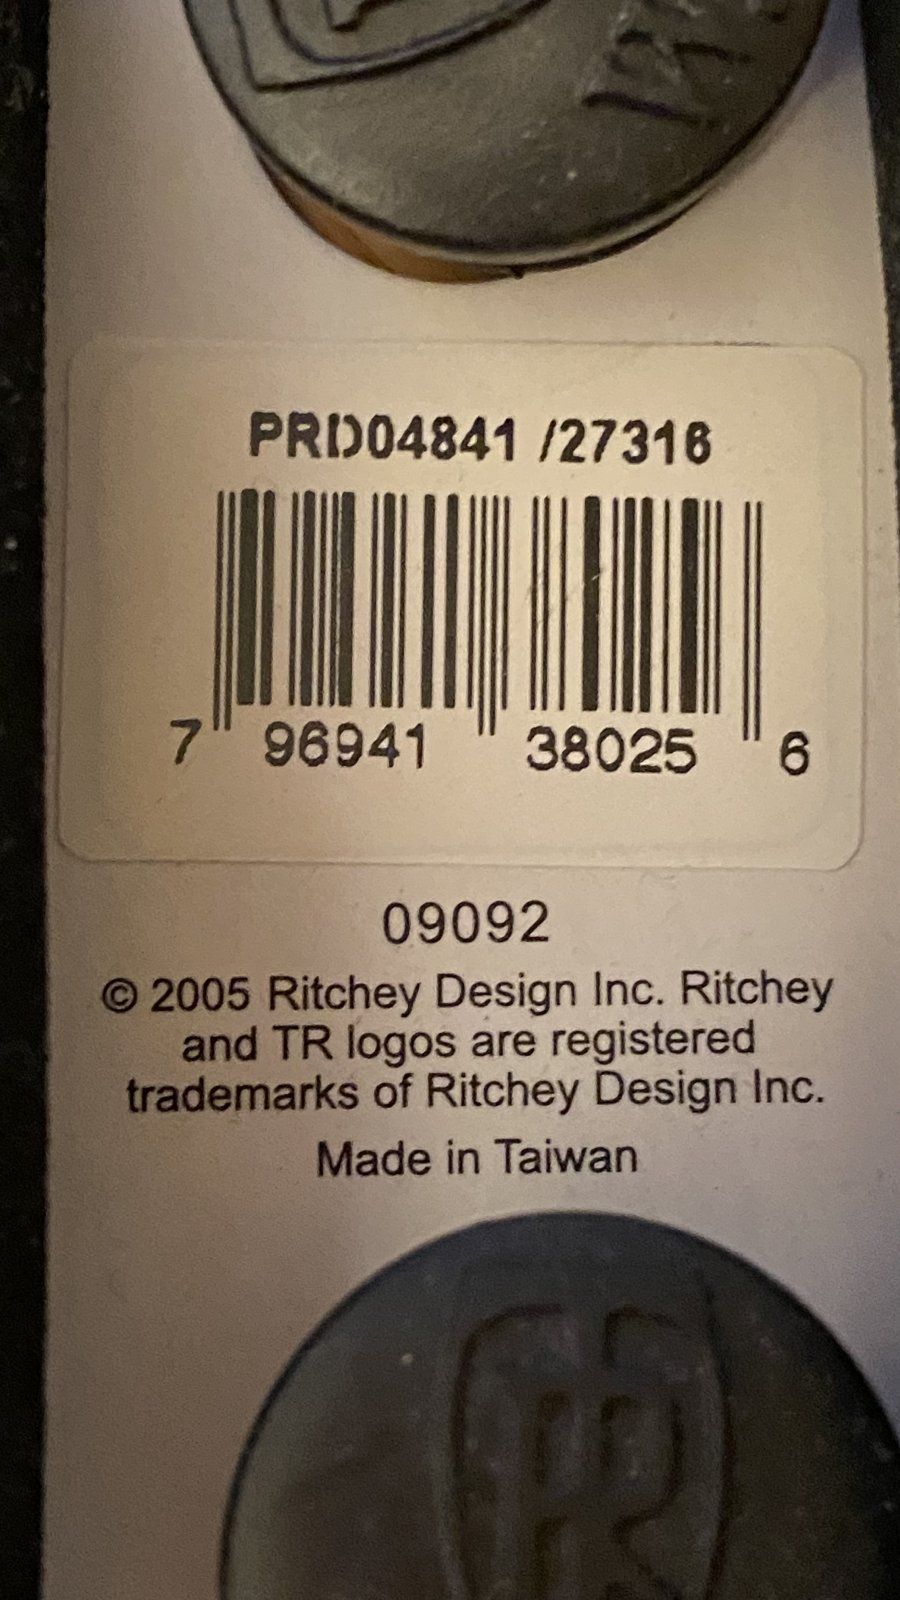 PRD04841 /27316
7 96941 38025 6
09092
© 2005 Ritchey Design Inc. Ritchey
and TR logos are registered
trademarks of Ritchey Design Inc.
Made in Taiwan